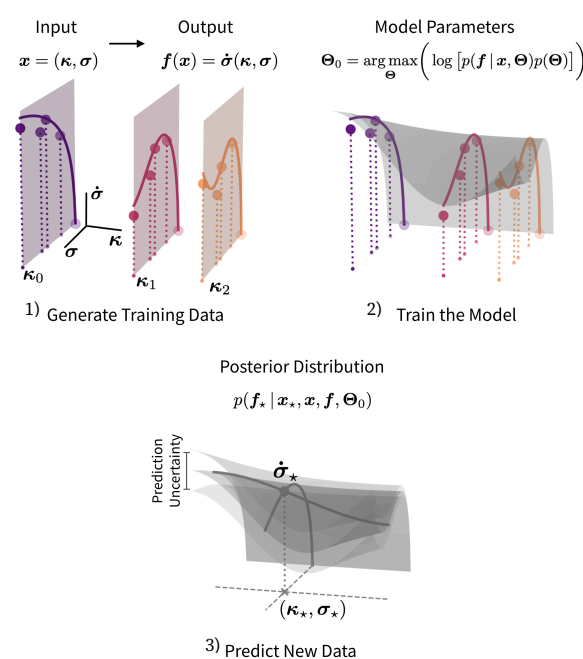 Input
Output
𝒙 = (𝜿, 𝝈)
𝒇(𝒙) = 𝝈̇(𝜿, 𝝈)
𝝈̇
𝜿
𝝈
𝜿₀
𝜿₁
𝜿₂
1) Generate Training Data
Model Parameters
𝚯₀ = arg max(log [p(𝒇 | 𝒙, 𝚯)p(𝚯)])
𝚯
2) Train the Model
Posterior Distribution
p(𝒇⋆ | 𝒙⋆, 𝒙, 𝒇, 𝚯₀)
Prediction
Uncertainty
𝝈̇⋆
(𝜿⋆, 𝝈⋆)
3) Predict New Data